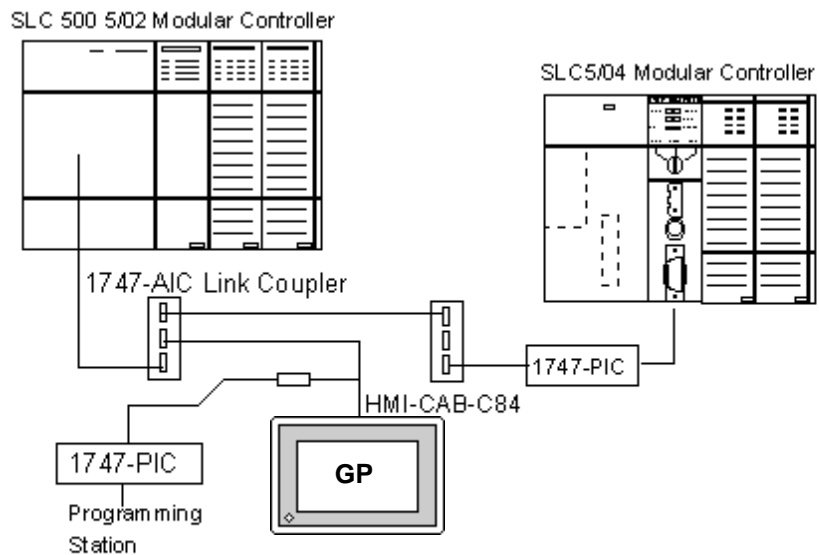 SLC 500 5/02 Modular Controller
SLC5/04 Modular Controller
1747-AIC Link Coupler
1747-PIC
HMI-CAB-C84
1747-PIC
GP
Programming
Station